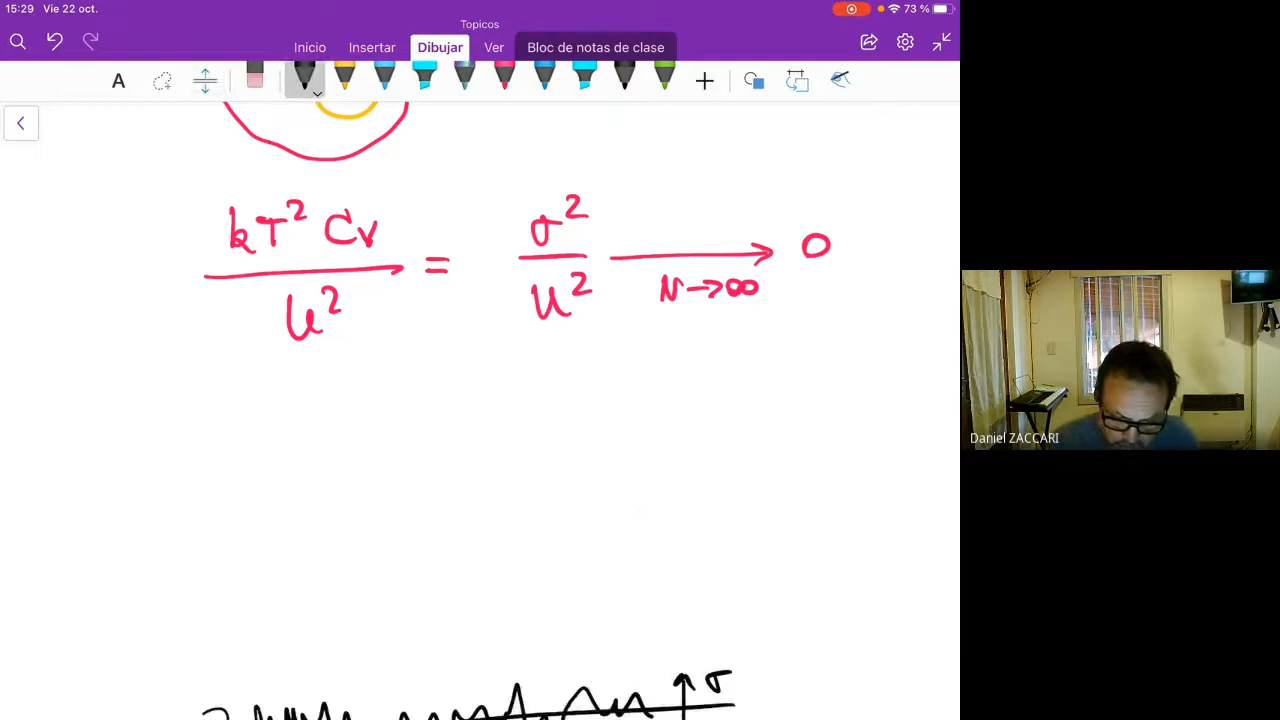 15:29 Vie 22 oct. 73 %
Topicos
Inicio Insertar Dibujar Ver Bloc de notas de clase
A
kT² Cv / U² = σ² / U² → 0
N→∞
σ
Daniel ZACCARI